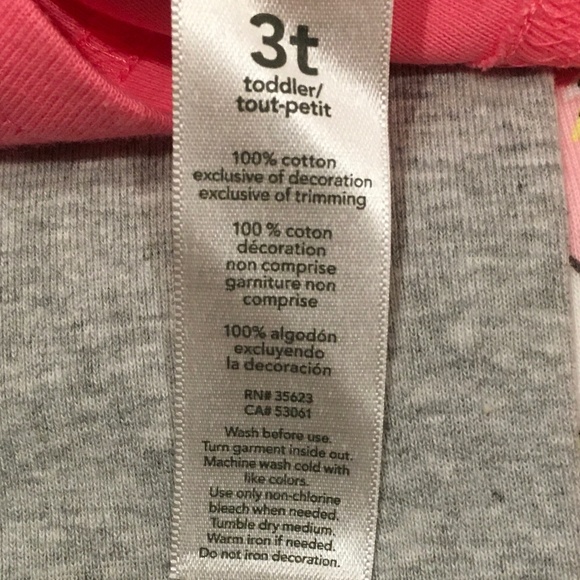 3t
toddler/
tout-petit
100% cotton
exclusive of decoration
exclusive of trimming
100 % coton
décoration
non comprise
garniture non
comprise
100% algodón
excluyendo
la decoración
RN# 35623
CA# 53061
Wash before use.
Turn garment inside out.
Machine wash cold with
like colors.
Use only non-chlorine
bleach when needed.
Tumble dry medium.
Warm iron if needed.
Do not iron decoration.